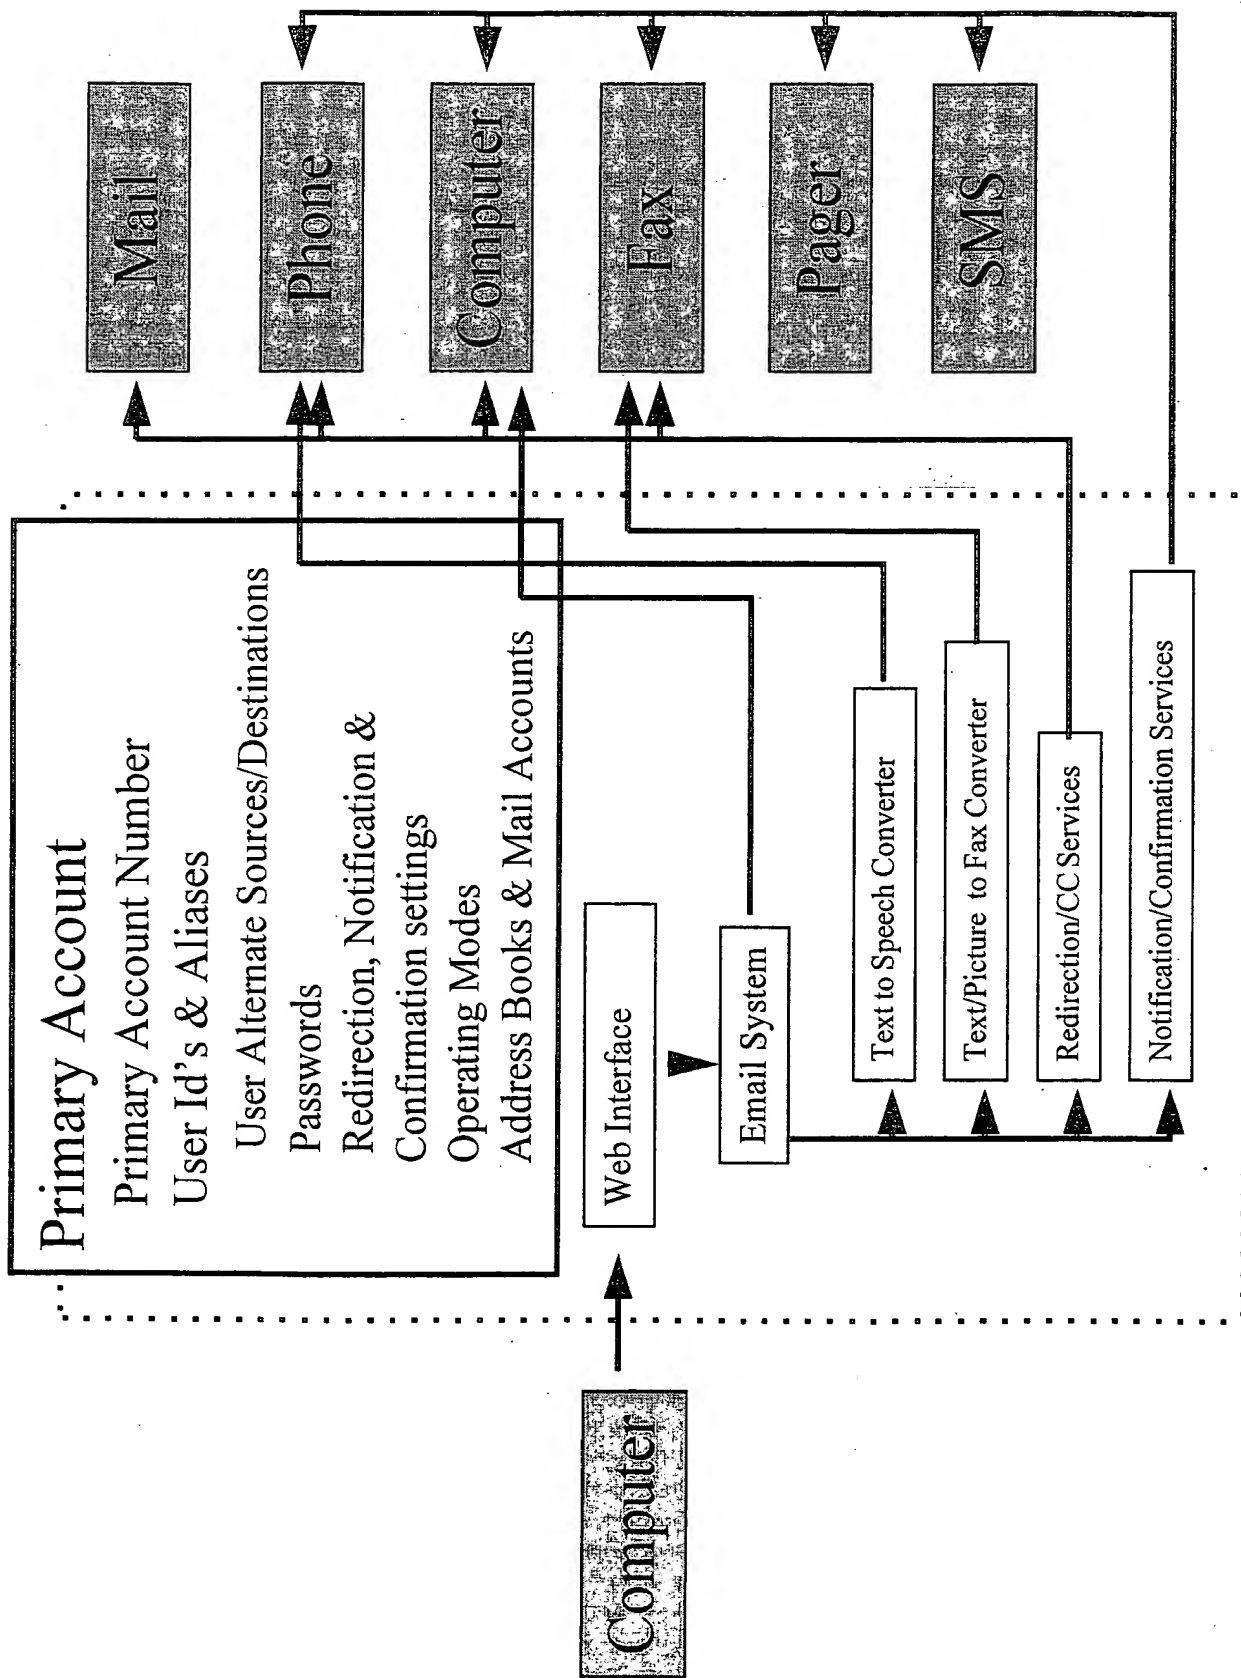 Primary Account
Primary Account Number
User Id's & Aliases
User Alternate Sources/Destinations
Passwords
Redirection, Notification &
Confirmation settings
Operating Modes
Address Books & Mail Accounts
Computer
Web Interface
Email System
Text to Speech Converter
Text/Picture to Fax Converter
Redirection/CC Services
Notification/Confirmation Services
Mail
Phone
Computer
Fax
Pager
SMS